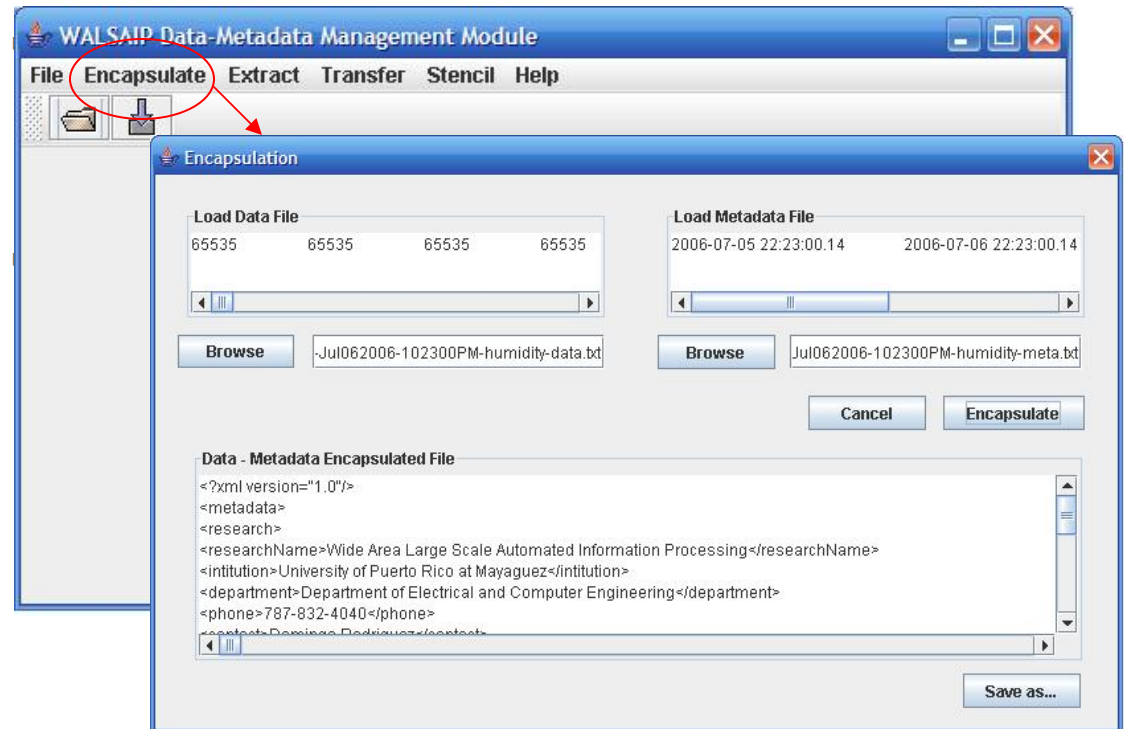 WALSAIP Data-Metadata Management Module
File Encapsulate Extract Transfer Stencil Help
Encapsulation
Load Data File
65535 65535 65535 65535
Browse
-Jul062006-102300PM-humidity-data.txt
Load Metadata File
2006-07-05 22:23:00.14 2006-07-06 22:23:00.14
Browse
Jul062006-102300PM-humidity-meta.txt
Cancel
Encapsulate
Data - Metadata Encapsulated File
<?xml version="1.0"/>
<metadata>
<research>
<researchName>Wide Area Large Scale Automated Information Processing</researchName>
<intitution>University of Puerto Rico at Mayaguez</intitution>
<department>Department of Electrical and Computer Engineering</department>
<phone>787-832-4040</phone>
<contact>Domingo Rodriguez</contact>
Save as...